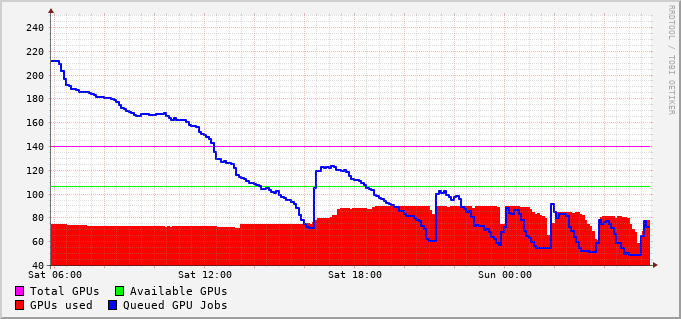 240
220
200
180
160
140
120
100
80
60
40
Sat 06:00 Sat 12:00 Sat 18:00 Sun 00:00
Total GPUs Available GPUs
GPUs used Queued GPU Jobs
RRDTOOL / TOBI OETIKER